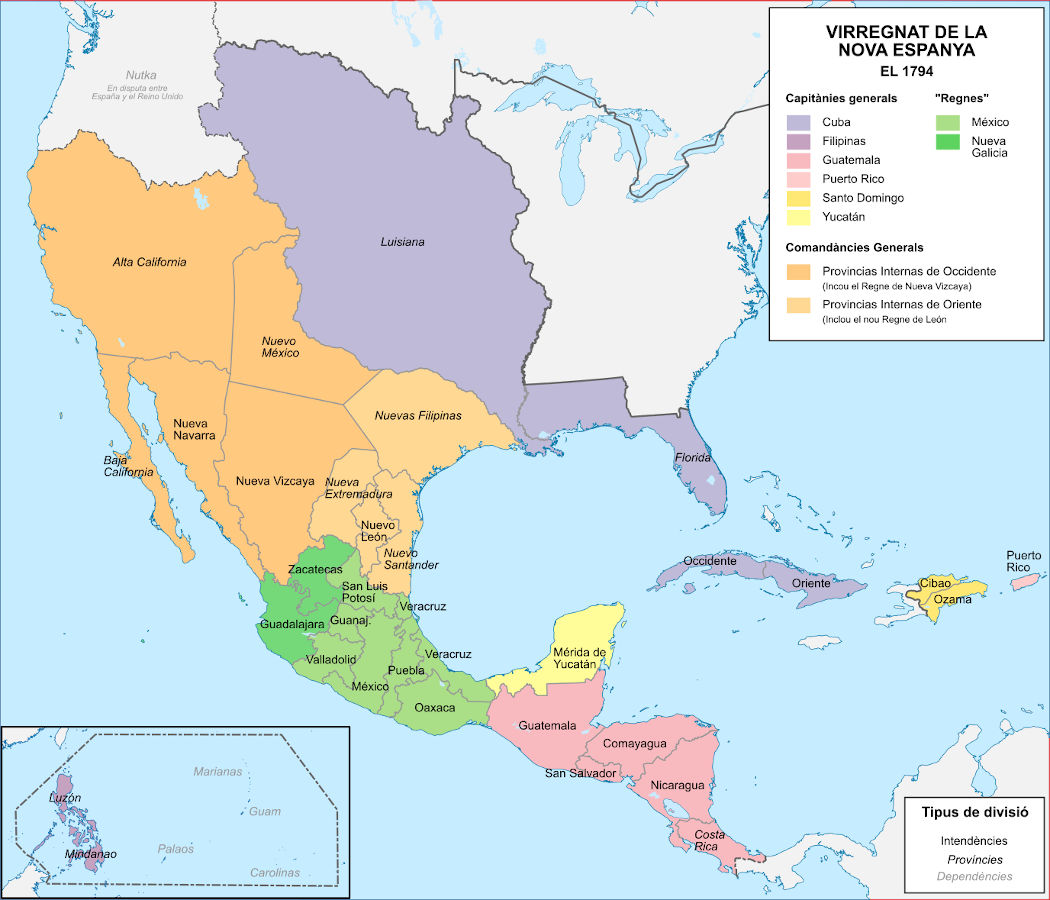 VIRREGNAT DE LA
NOVA ESPANYA
EL 1794
Capitànies generals
Cuba
Filipinas
Guatemala
Puerto Rico
Santo Domingo
Yucatán
"Regnes"
México
Nueva
Galicia
Comandàncies Generals
Provincias Internas de Occidente
(Incou el Regne de Nueva Vizcaya)
Provincias Internas de Oriente
(Inclou el nou Regne de León
Nutka
En disputa entre
España y el Reino Unido
Alta California
Luisiana
Nuevo
México
Nuevas Filipinas
Nueva
Navarra
Baja
California
Nueva Vizcaya
Nueva
Extremadura
Nuevo
León
Nuevo
Santander
Florida
Zacatecas
San Luis
Potosí
Guadalajara
Guanaj.
Veracruz
Valladolid
Veracruz
Puebla
México
Oaxaca
Mérida de
Yucatán
Occidente
Oriente
Cibao
Ozama
Puerto
Rico
Guatemala
Comayagua
San Salvador
Nicaragua
Costa
Rica
Marianas
Luzón
Guam
Mindanao
Palaos
Carolinas
Tipus de divisió
Intendències
Províncies
Dependències